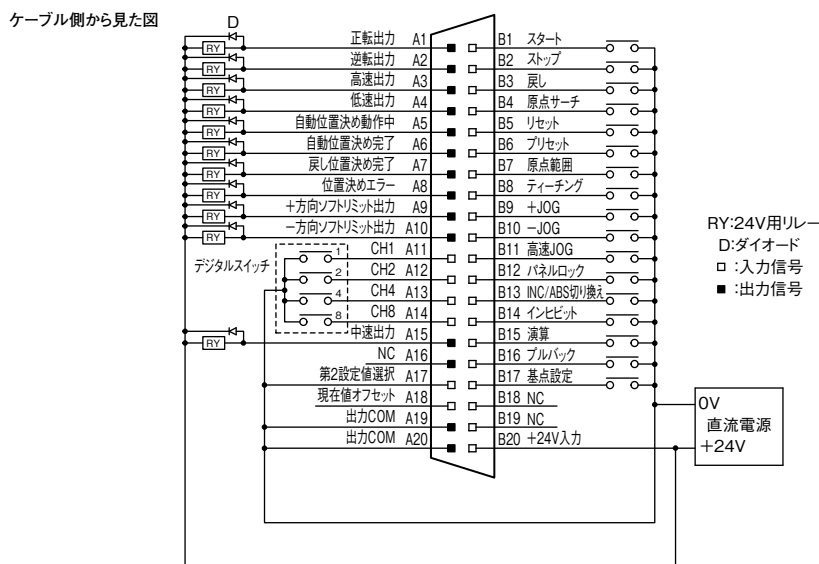 ケーブル側から見た図
D
RY 正転出力 A1 B1 スタート
RY 逆転出力 A2 B2 ストップ
RY 高速出力 A3 B3 戻し
RY 低速出力 A4 B4 原点サーチ
RY 自動位置決め動作中 A5 B5 リセット
RY 自動位置決め完了 A6 B6 プリセット
RY 戻し位置決め完了 A7 B7 原点範囲
RY 位置決めエラー A8 B8 ティーチング
RY +方向ソフトリミット出力 A9 B9 +JOG
RY −方向ソフトリミット出力 A10 B10 −JOG
デジタルスイッチ
1 CH1 A11 B11 高速JOG
2 CH2 A12 B12 パネルロック
4 CH4 A13 B13 INC/ABS切り換え
8 CH8 A14 B14 インヒビット
RY 中速出力 A15 B15 演算
NC A16 B16 プルバック
第2設定値選択 A17 B17 基点設定
現在値オフセット A18 B18 NC
出力COM A19 B19 NC
出力COM A20 B20 +24V入力
RY:24V用リレー
D:ダイオード
□ :入力信号
■ :出力信号
0V
直流電源
+24V